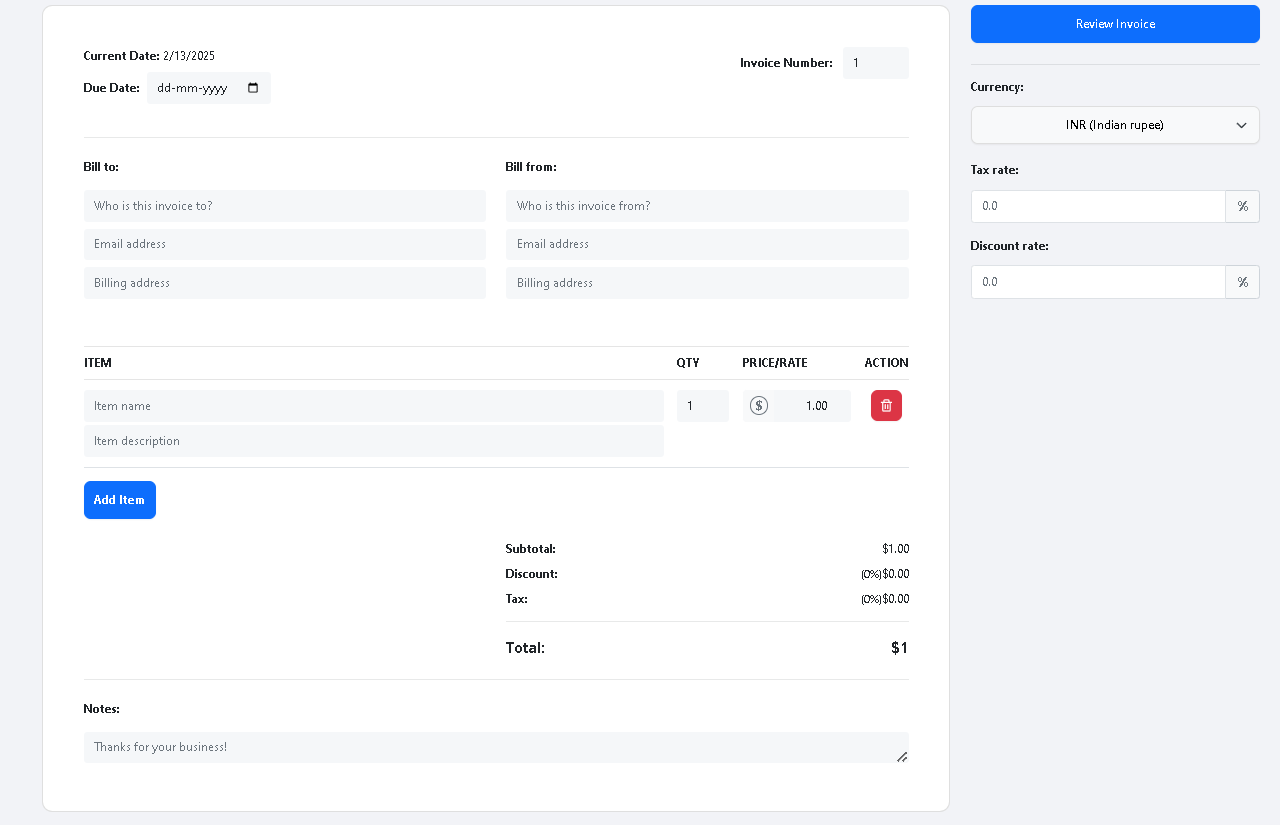 Current Date: 2/13/2025
Due Date: dd-mm-yyyy
Invoice Number: 1
Review Invoice
Currency:
INR (Indian rupee)
Tax rate:
0.0 %
Discount rate:
0.0 %
Bill to:
Who is this invoice to?
Email address
Billing address
Bill from:
Who is this invoice from?
Email address
Billing address
ITEM QTY PRICE/RATE ACTION
Item name 1 $ 1.00
Item description
Add Item
Subtotal: $1.00
Discount: (0%)$0.00
Tax: (0%)$0.00
Total: $1
Notes:
Thanks for your business!